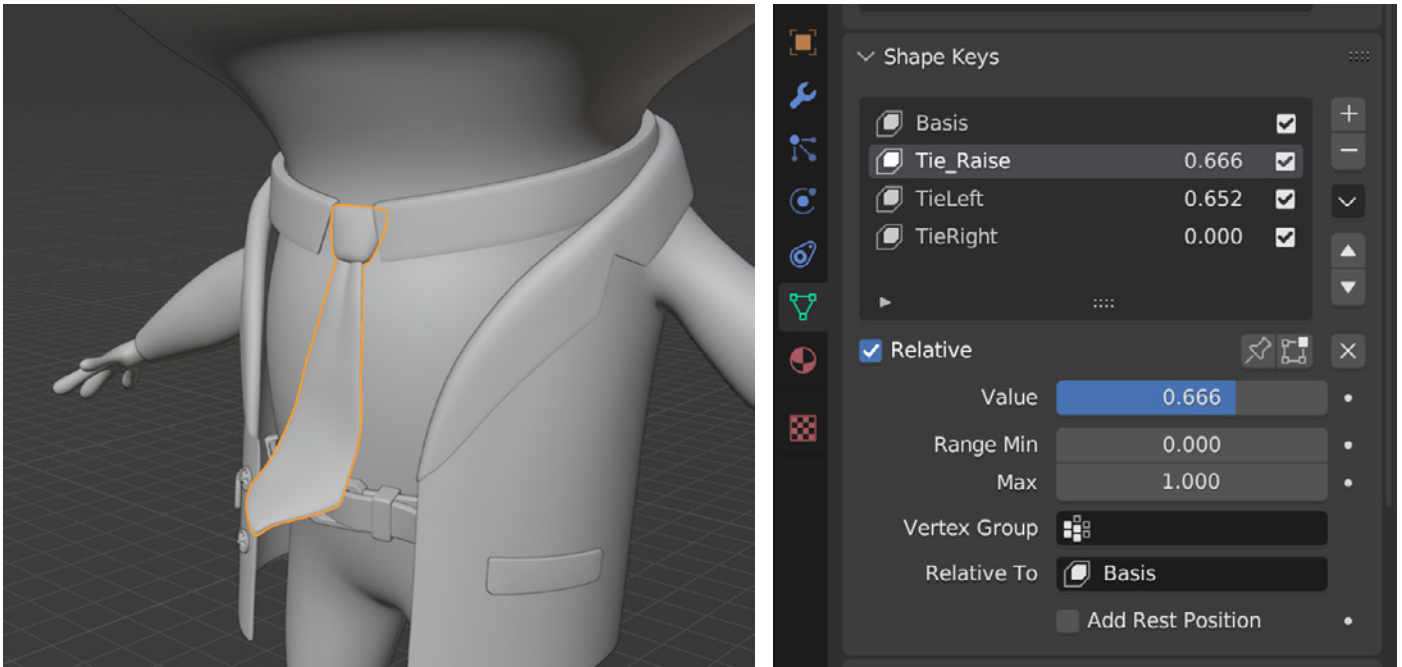 Shape Keys
Basis
Tie_Raise 0.666
TieLeft 0.652
TieRight 0.000
Relative
Value 0.666
Range Min 0.000
Max 1.000
Vertex Group
Relative To Basis
Add Rest Position